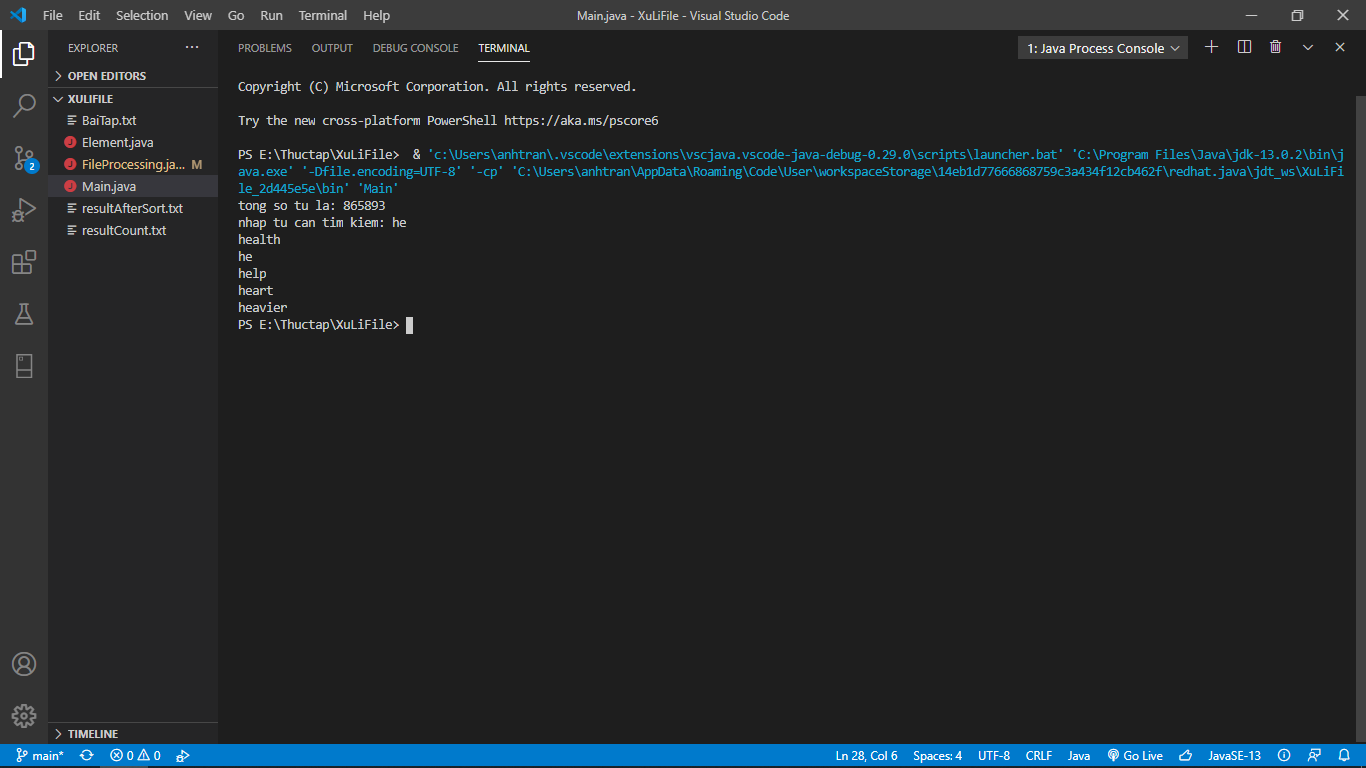 File Edit Selection View Go Run Terminal Help
Main.java - XuLiFile - Visual Studio Code
EXPLORER ···
OPEN EDITORS
XULIFILE
BaiTap.txt
Element.java
FileProcessing.ja... M
Main.java
resultAfterSort.txt
resultCount.txt
2
TIMELINE
PROBLEMS OUTPUT DEBUG CONSOLE TERMINAL
1: Java Process Console
Copyright (C) Microsoft Corporation. All rights reserved.
Try the new cross-platform PowerShell https://aka.ms/pscore6
PS E:\Thuctap\XuLiFile>  & 'c:\Users\anhtran\.vscode\extensions\vscjava.vscode-java-debug-0.29.0\scripts\launcher.bat' 'C:\Program Files\Java\jdk-13.0.2\bin\j
ava.exe' '-Dfile.encoding=UTF-8' '-cp' 'C:\Users\anhtran\AppData\Roaming\Code\User\workspaceStorage\14eb1d77666868759c3a434f12cb462f\redhat.java\jdt_ws\XuLiFi
le_2d445e5e\bin' 'Main'
tong so tu la: 865893
nhap tu can tim kiem: he
health
he
help
heart
heavier
PS E:\Thuctap\XuLiFile>
main* 0 0 Ln 28, Col 6 Spaces: 4 UTF-8 CRLF Java Go Live JavaSE-13